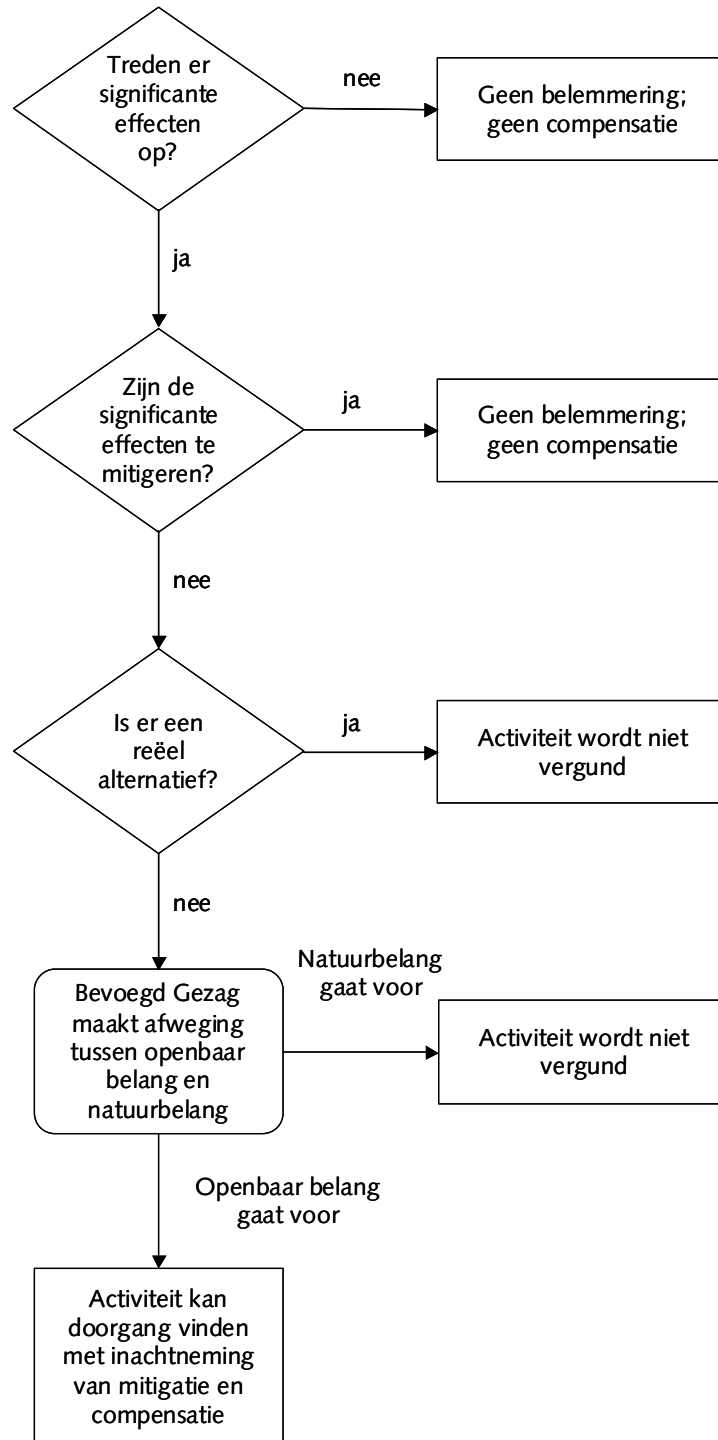 Treden er
significante
effecten
op?
nee
Geen belemmering;
geen compensatie
ja
Zijn de
significante
effecten te
mitigeren?
ja
Geen belemmering;
geen compensatie
nee
Is er een
reëel
alternatief?
ja
Activiteit wordt niet
vergund
nee
Bevoegd Gezag
maakt afweging
tussen openbaar
belang en
natuurbelang
Natuurbelang
gaat voor
Activiteit wordt niet
vergund
Openbaar belang
gaat voor
Activiteit kan
doorgang vinden
met inachtneming
van mitigatie en
compensatie